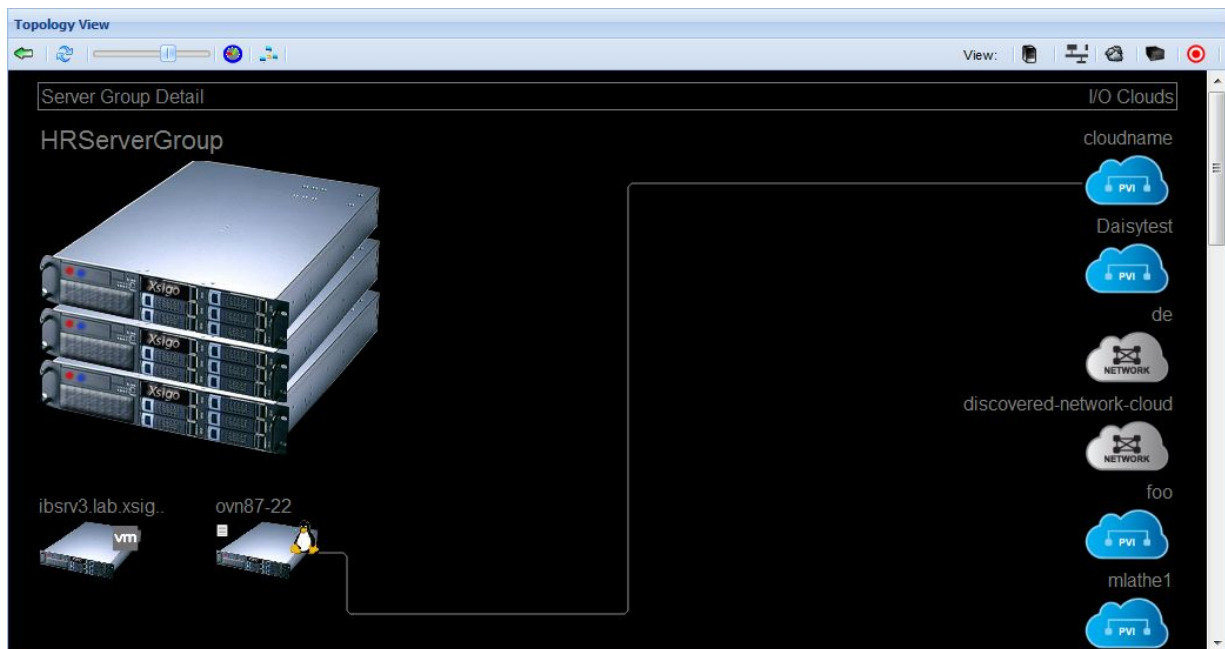 Topology View
View:
Server Group Detail
I/O Clouds
HRServerGroup
cloudname
PVI
Daisytest
PVI
de
NETWORK
discovered-network-cloud
NETWORK
foo
PVI
mlathe1
PVI
Xsigo
Xsigo
Xsigo
ibsrv3.lab.xsig..
ovn87-22
vm